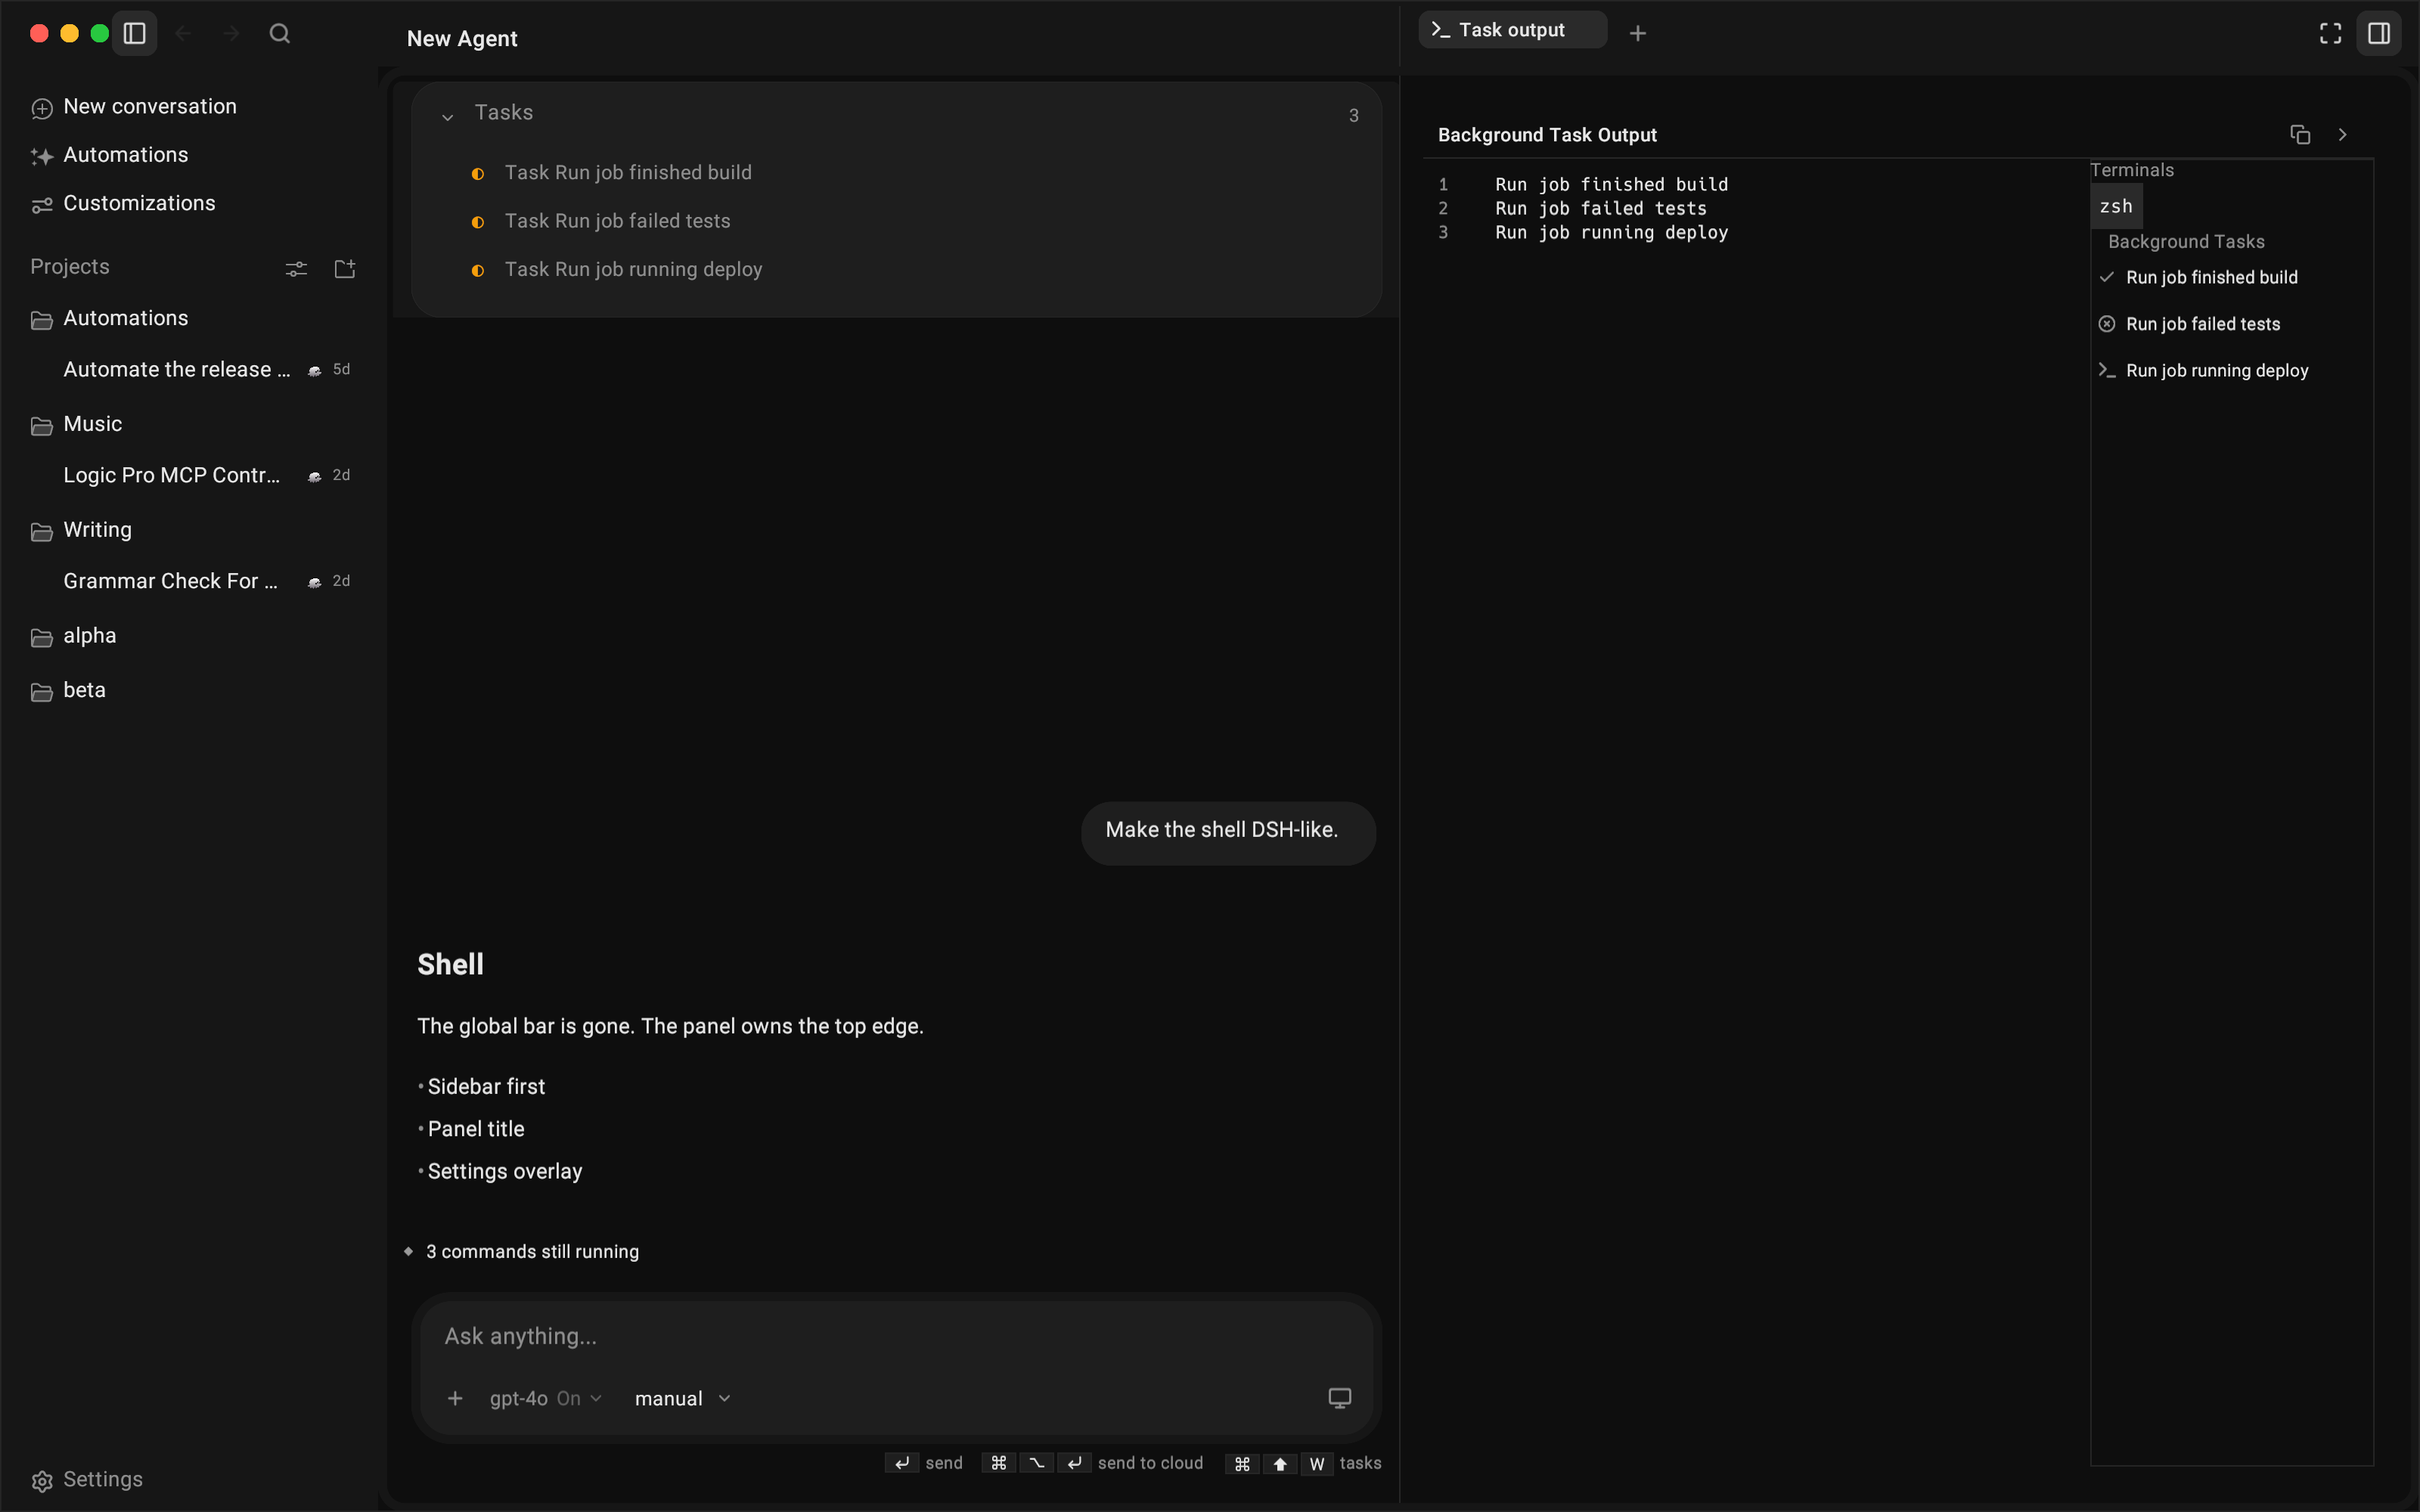 New Agent
Task output
New conversation
Automations
Customizations
Projects
Automations
Automate the release ... 5d
Music
Logic Pro MCP Contr... 2d
Writing
Grammar Check For ... 2d
alpha
beta
Settings
Tasks 3
Task Run job finished build
Task Run job failed tests
Task Run job running deploy
Make the shell DSH-like.
Shell
The global bar is gone. The panel owns the top edge.
• Sidebar first
• Panel title
• Settings overlay
3 commands still running
Ask anything...
gpt-4o On manual
send ⌘ ⌥ send to cloud ⌘ W tasks
Background Task Output
1 Run job finished build
2 Run job failed tests
3 Run job running deploy
Terminals
zsh
Background Tasks
Run job finished build
Run job failed tests
Run job running deploy